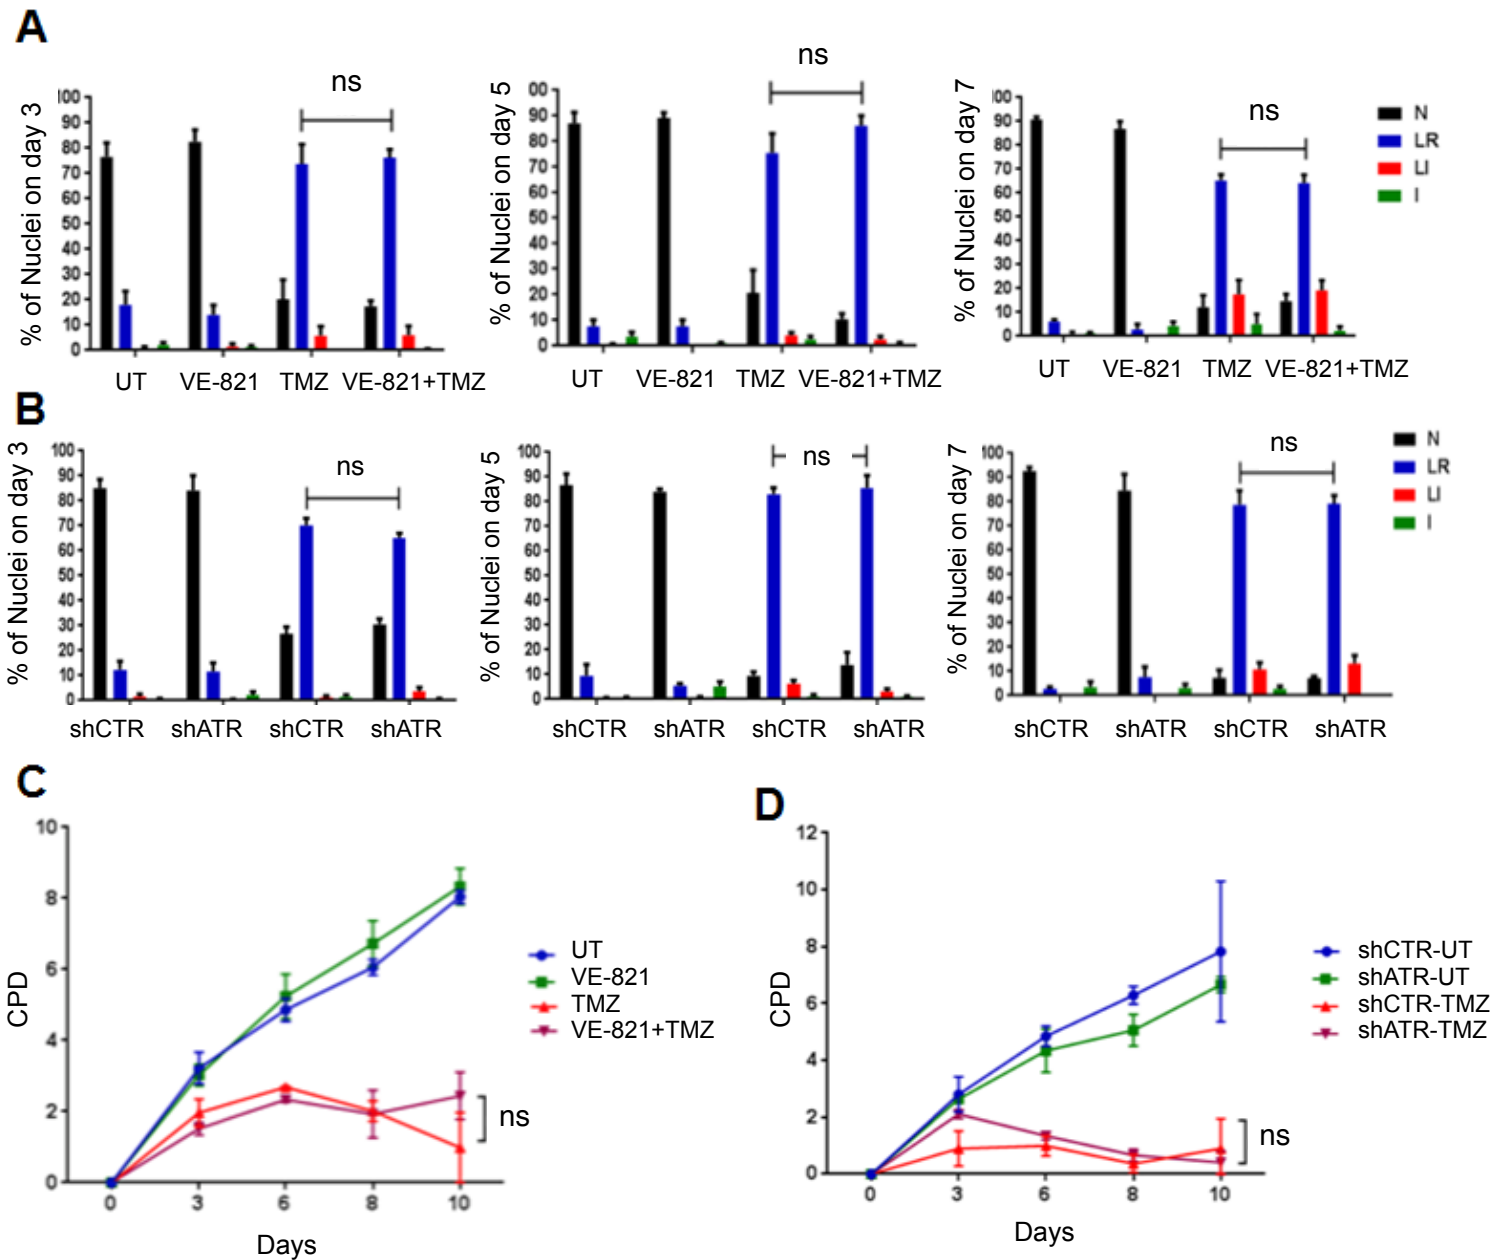 A
% of Nuclei on day 3
100
90
80
70
60
50
40
30
20
10
0
ns
UT VE-821 TMZ VE-821+TMZ
% of Nuclei on day 5
00
90
80
70
60
50
40
30
20
10
0
ns
UT VE-821 TMZ VE-821+TMZ
% of Nuclei on day 7
100
90
80
70
60
50
40
30
20
10
0
ns
UT VE-821 TMZ VE-821+TMZ
N
LR
LI
I
B
% of Nuclei on day 3
100
90
80
70
60
50
40
30
20
10
0
ns
shCTR shATR shCTR shATR
% of Nuclei on day 5
100
90
80
70
60
50
40
30
20
10
0
ns
shCTR shATR shCTR shATR
% of Nuclei on day 7
100
90
80
70
60
50
40
30
20
10
0
ns
shCTR shATR shCTR shATR
N
LR
LI
I
C
CPD
10
8
6
4
2
0
0 3 6 8 10
Days
ns
UT
VE-821
TMZ
VE-821+TMZ
D
CPD
12
10
8
6
4
2
0
0 3 6 8 10
Days
ns
shCTR-UT
shATR-UT
shCTR-TMZ
shATR-TMZ